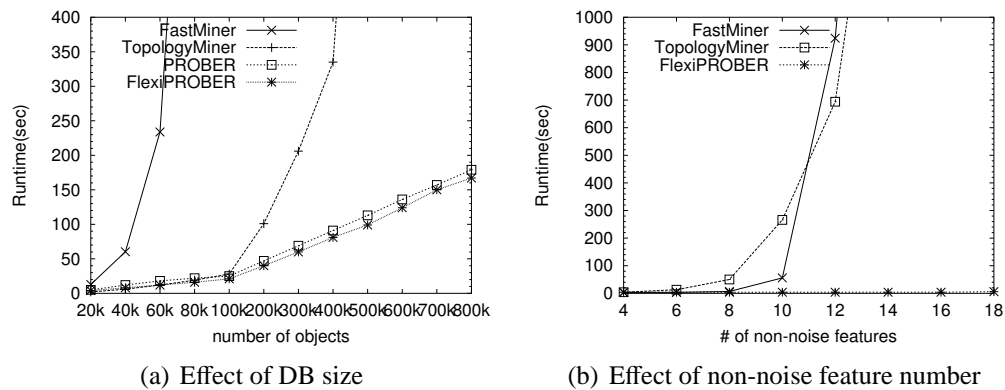 400
350
300
250
200
150
100
50
0
Runtime(sec)
FastMiner
TopologyMiner
PROBER
FlexiPROBER
20k 40k 60k 80k 100k 200k 300k 400k 500k 600k 700k 800k
number of objects
(a) Effect of DB size
1000
900
800
700
600
500
400
300
200
100
0
Runtime(sec)
FastMiner
TopologyMiner
FlexiPROBER
4 6 8 10 12 14 16 18
# of non-noise features
(b) Effect of non-noise feature number